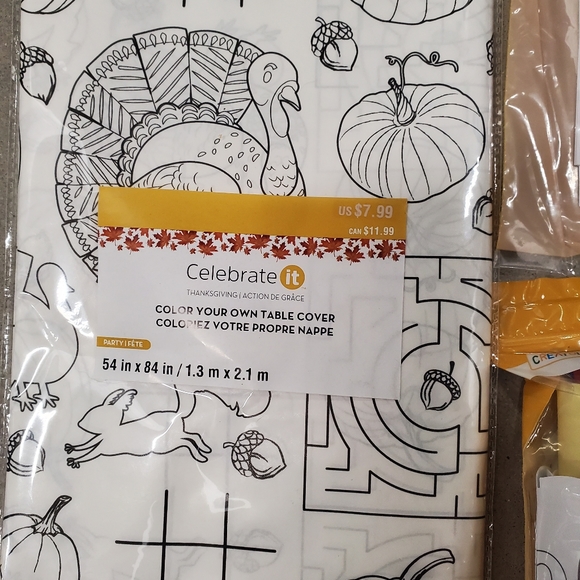 US $7.99
CAN $11.99
Celebrate it
THANKSGIVING | ACTION DE GRÂCE
COLOR YOUR OWN TABLE COVER
COLORIEZ VOTRE PROPRE NAPPE
PARTY | FÊTE
54 in x 84 in / 1.3 m x 2.1 m